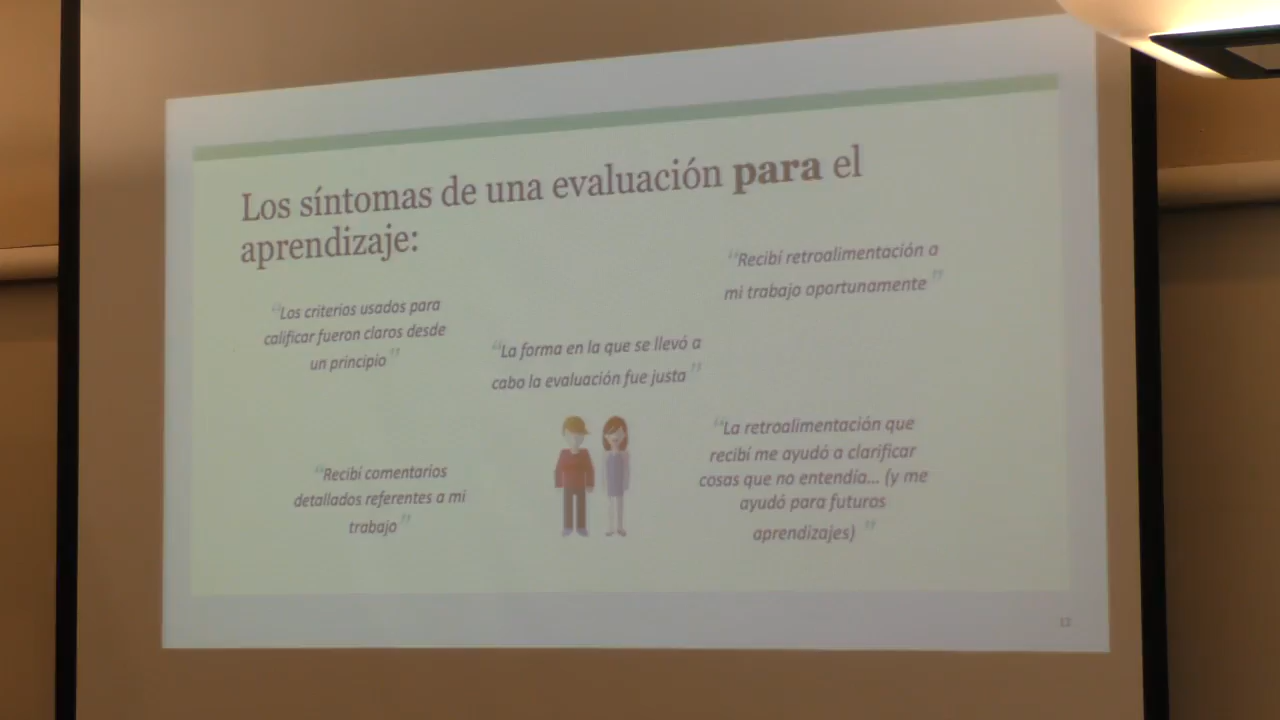 Los síntomas de una evaluación para el
aprendizaje:
"Los criterios usados para
calificar fueron claros desde
un principio"
"La forma en la que se llevó a
cabo la evaluación fue justa"
"Recibí retroalimentación a
mi trabajo oportunamente"
"Recibí comentarios
detallados referentes a mi
trabajo"
"La retroalimentación que
recibí me ayudó a clarificar
cosas que no entendía... (y me
ayudó para futuros
aprendizajes)"